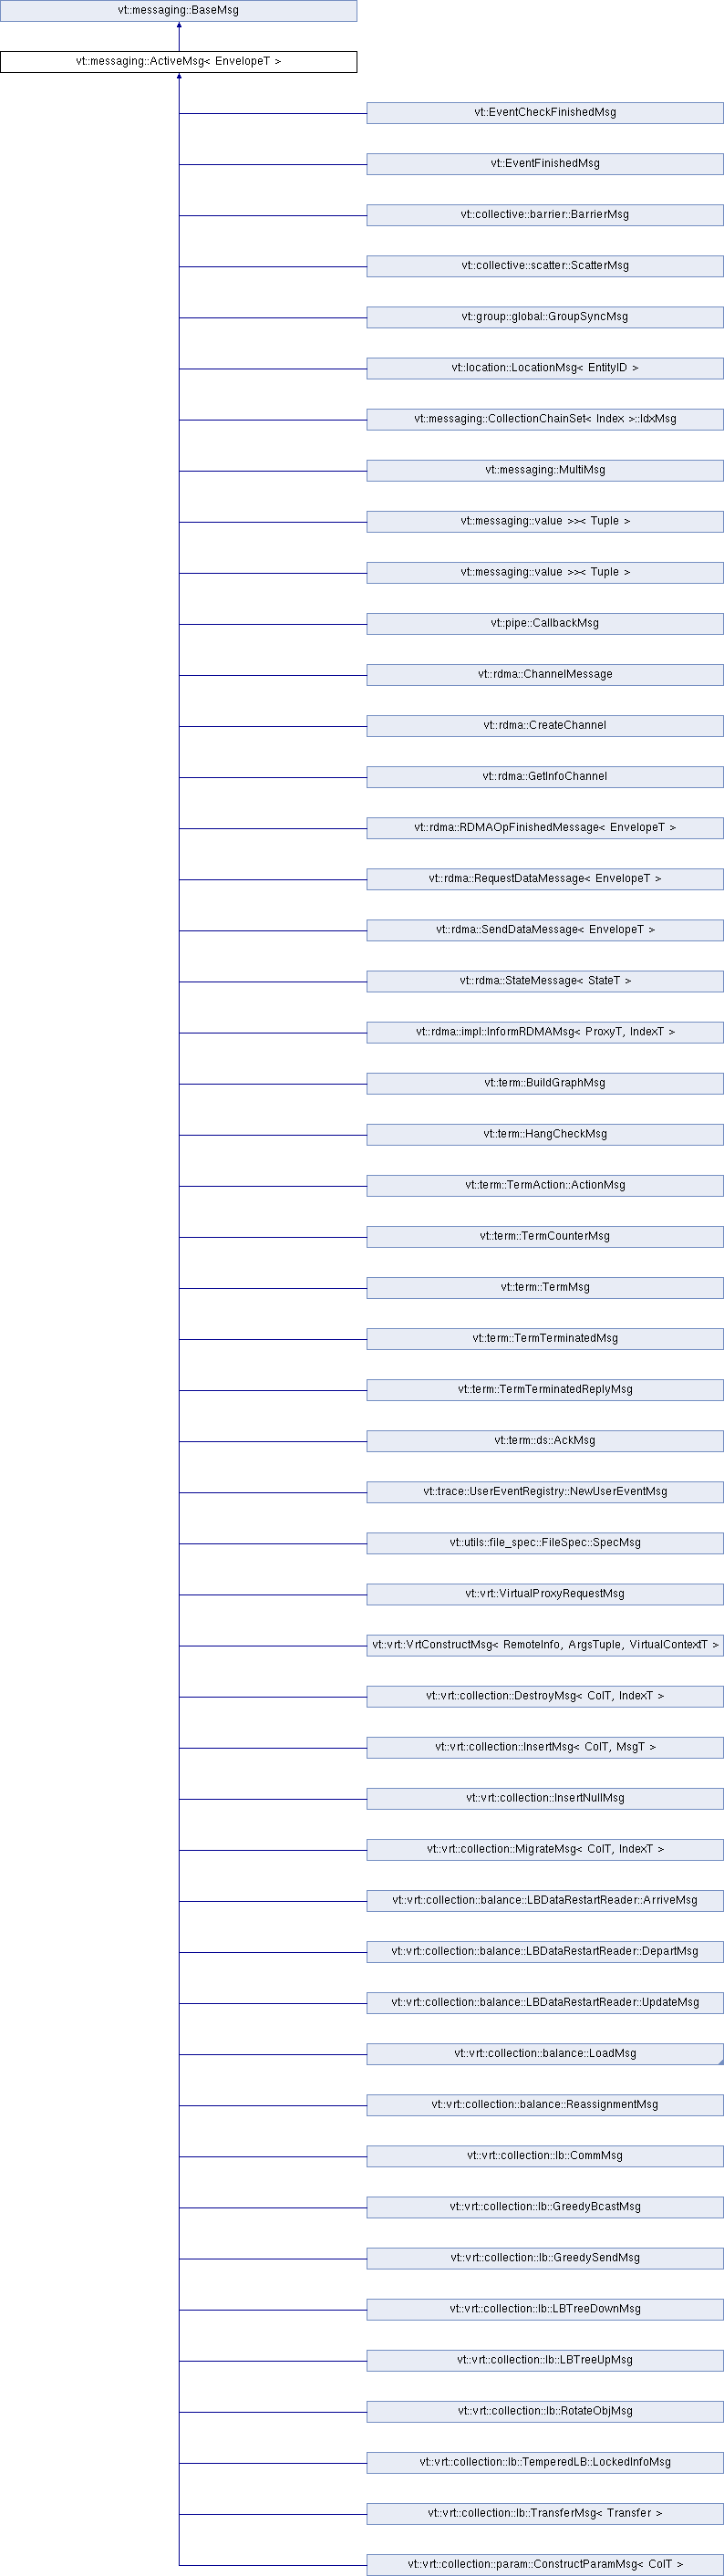 vt::messaging::BaseMsg
vt::messaging::ActiveMsg< EnvelopeT >
vt::EventCheckFinishedMsg
vt::EventFinishedMsg
vt::collective::barrier::BarrierMsg
vt::collective::scatter::ScatterMsg
vt::group::global::GroupSyncMsg
vt::location::LocationMsg< EntityID >
vt::messaging::CollectionChainSet< Index >::IdxMsg
vt::messaging::MultiMsg
vt::messaging::value >>< Tuple >
vt::messaging::value >>< Tuple >
vt::pipe::CallbackMsg
vt::rdma::ChannelMessage
vt::rdma::CreateChannel
vt::rdma::GetInfoChannel
vt::rdma::RDMAOpFinishedMessage< EnvelopeT >
vt::rdma::RequestDataMessage< EnvelopeT >
vt::rdma::SendDataMessage< EnvelopeT >
vt::rdma::StateMessage< StateT >
vt::rdma::impl::InformRDMAMsg< ProxyT, IndexT >
vt::term::BuildGraphMsg
vt::term::HangCheckMsg
vt::term::TermAction::ActionMsg
vt::term::TermCounterMsg
vt::term::TermMsg
vt::term::TermTerminatedMsg
vt::term::TermTerminatedReplyMsg
vt::term::ds::AckMsg
vt::trace::UserEventRegistry::NewUserEventMsg
vt::utils::file_spec::FileSpec::SpecMsg
vt::vrt::VirtualProxyRequestMsg
vt::vrt::VrtConstructMsg< RemoteInfo, ArgsTuple, VirtualContextT >
vt::vrt::collection::DestroyMsg< ColT, IndexT >
vt::vrt::collection::InsertMsg< ColT, MsgT >
vt::vrt::collection::InsertNullMsg
vt::vrt::collection::MigrateMsg< ColT, IndexT >
vt::vrt::collection::balance::LBDataRestartReader::ArriveMsg
vt::vrt::collection::balance::LBDataRestartReader::DepartMsg
vt::vrt::collection::balance::LBDataRestartReader::UpdateMsg
vt::vrt::collection::balance::LoadMsg
vt::vrt::collection::balance::ReassignmentMsg
vt::vrt::collection::lb::CommMsg
vt::vrt::collection::lb::GreedyBcastMsg
vt::vrt::collection::lb::GreedySendMsg
vt::vrt::collection::lb::LBTreeDownMsg
vt::vrt::collection::lb::LBTreeUpMsg
vt::vrt::collection::lb::RotateObjMsg
vt::vrt::collection::lb::TemperedLB::LockedInfoMsg
vt::vrt::collection::lb::TransferMsg< Transfer >
vt::vrt::collection::param::ConstructParamMsg< ColT >